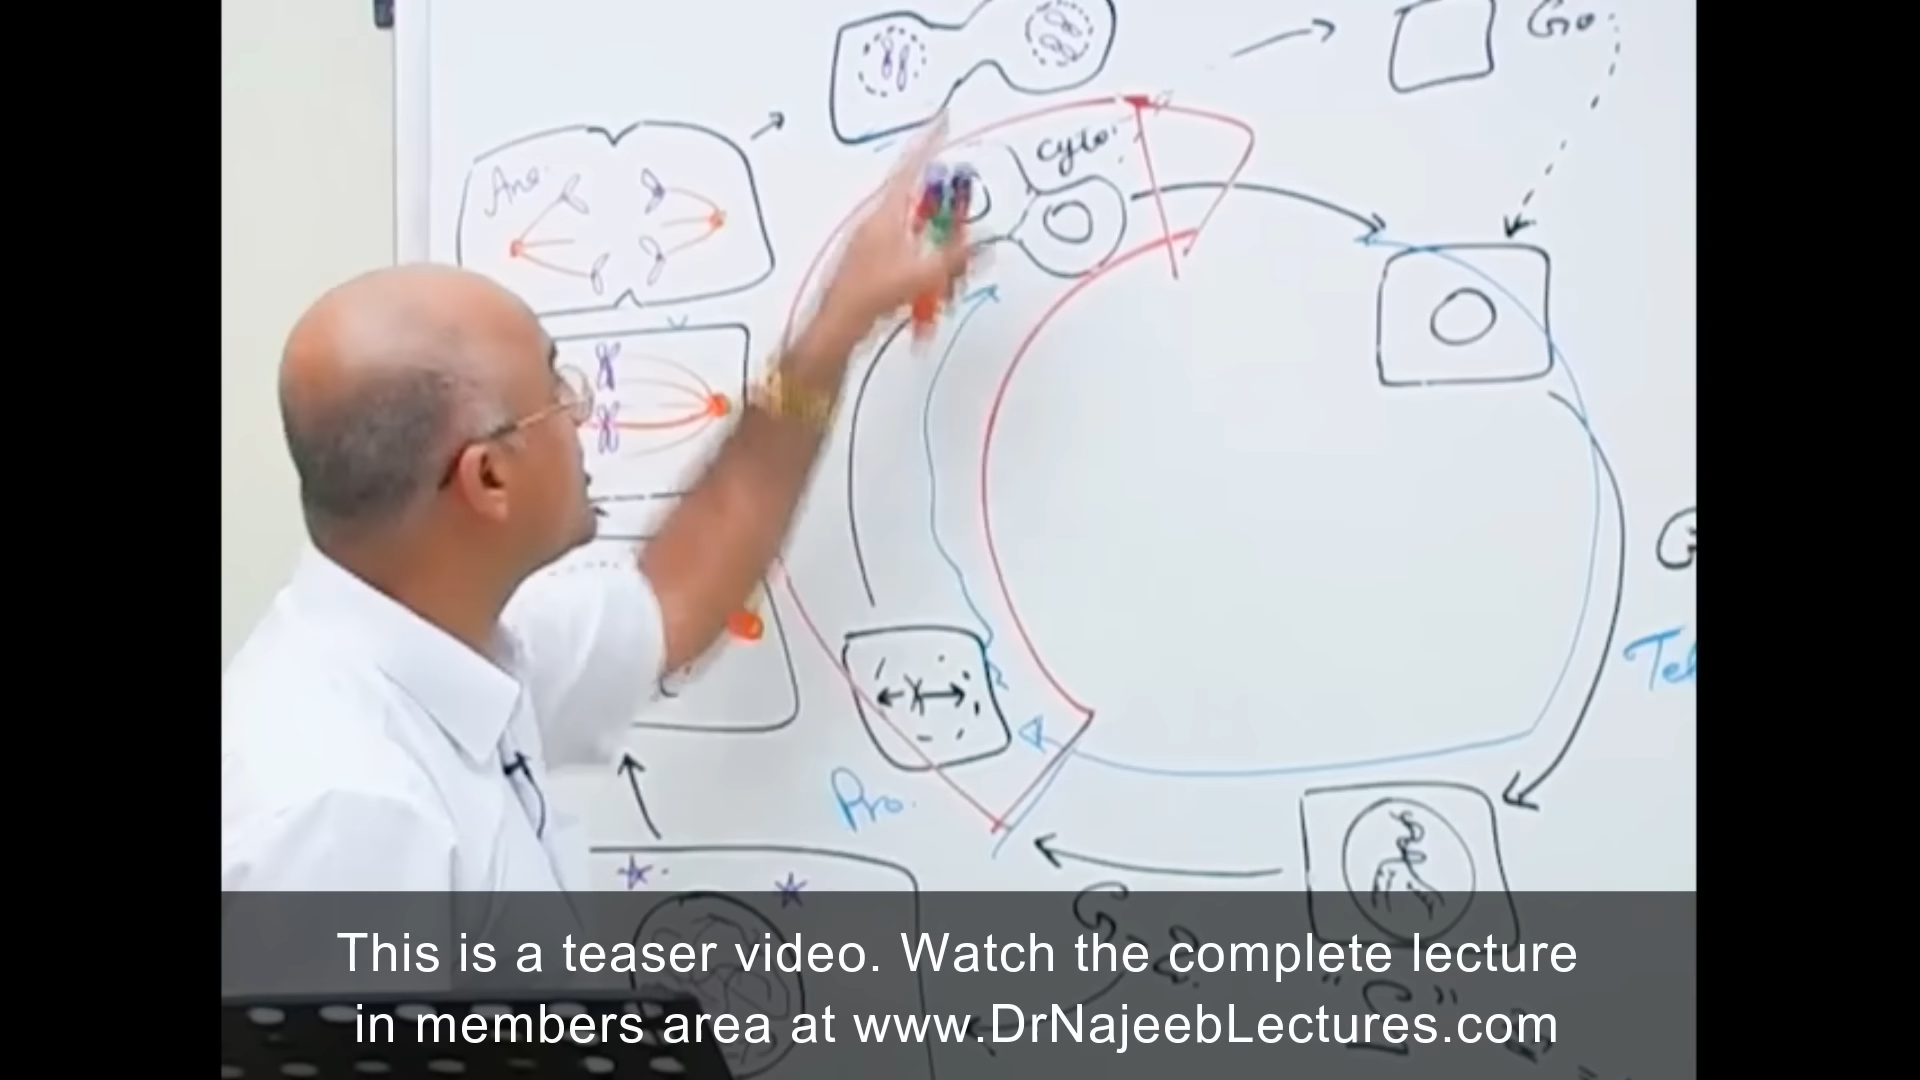 Go.
Cyto.
Ana.
G
Tel
Pro.
G2
"S"
This is a teaser video. Watch the complete lecture
in members area at www.DrNajeebLectures.com